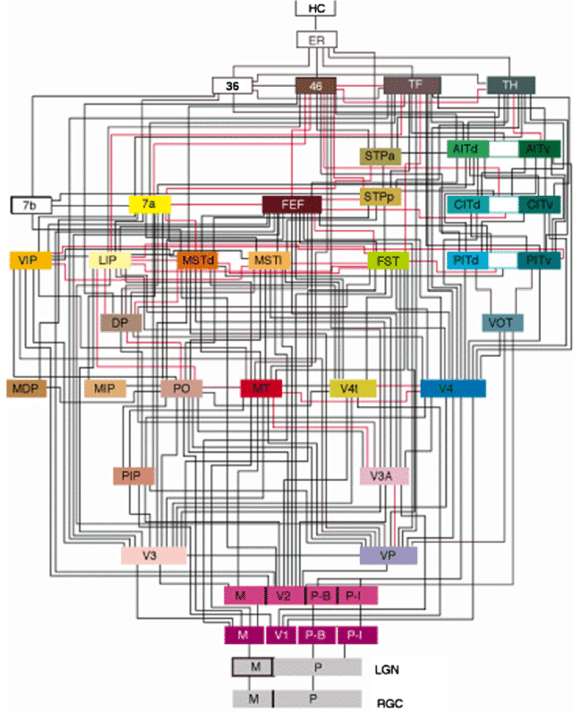 HC
ER
36 46 TF TH
STPa AITd AITv
7b 7a FEF STPp CITd CITv
VIP LIP MSTd MSTl FST PITd PITv
DP VOT
MDP MIP PO MT V4t V4
PIP V3A
V3 VP
M V2 P-B P-I
M V1 P-B P-I
M P LGN
M P RGC